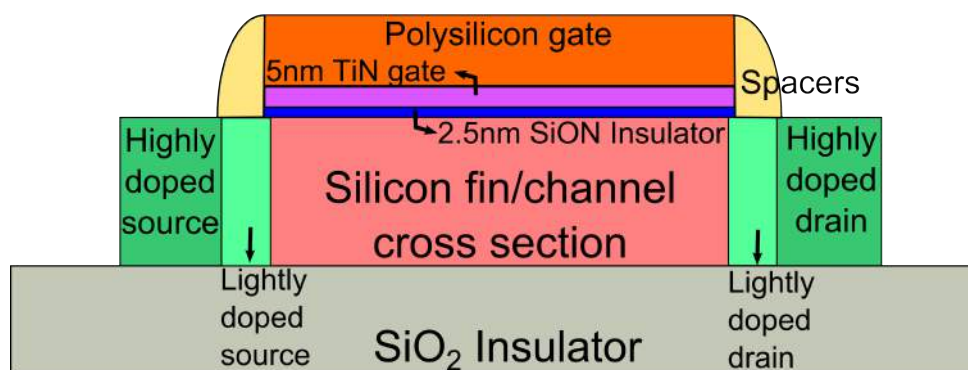 Polysilicon gate
5nm TiN gate
Spacers
2.5nm SiON Insulator
Highly
doped
source
Silicon fin/channel
cross section
Highly
doped
drain
Lightly
doped
source
SiO₂ Insulator
Lightly
doped
drain